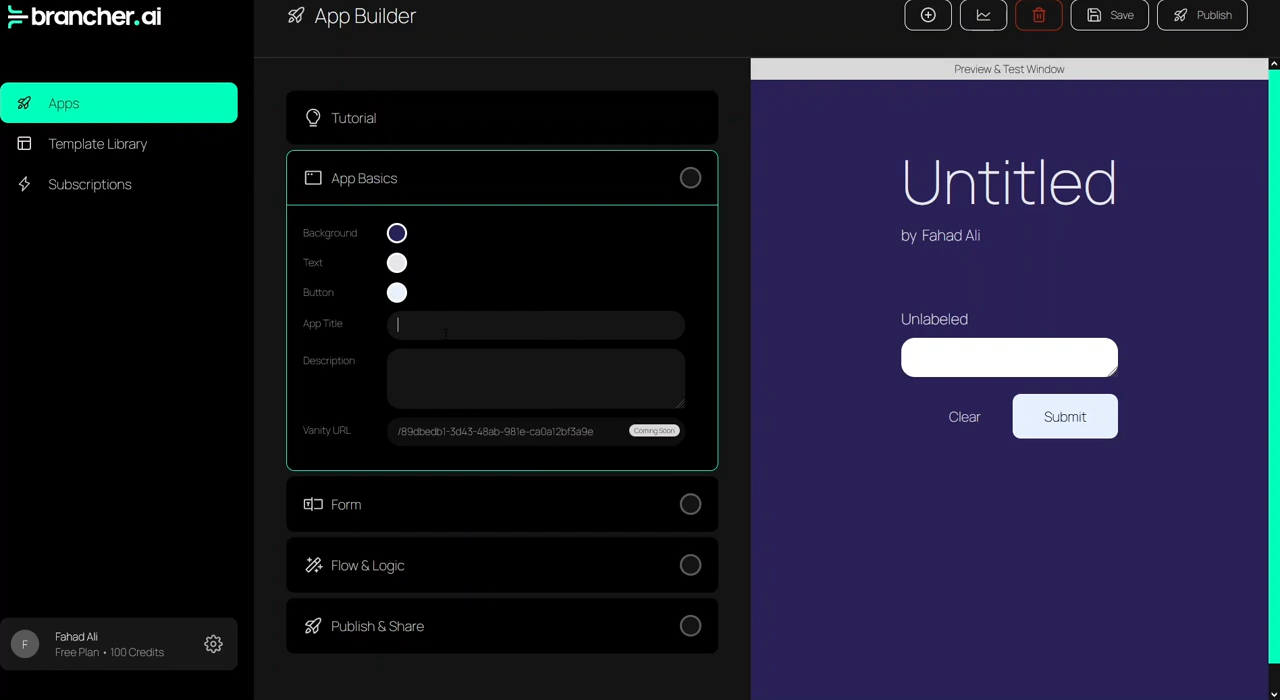 brancher.ai
App Builder
Save
Publish
Preview & Test Window
Apps
Template Library
Subscriptions
Tutorial
App Basics
Background
Text
Button
App Title
Description
Vanity URL
/89dbedb1-3d43-48ab-981e-ca0a12bf3a9e
Coming Soon
Form
Flow & Logic
Publish & Share
Untitled
by Fahad Ali
Unlabeled
Clear
Submit
F
Fahad Ali
Free Plan • 100 Credits